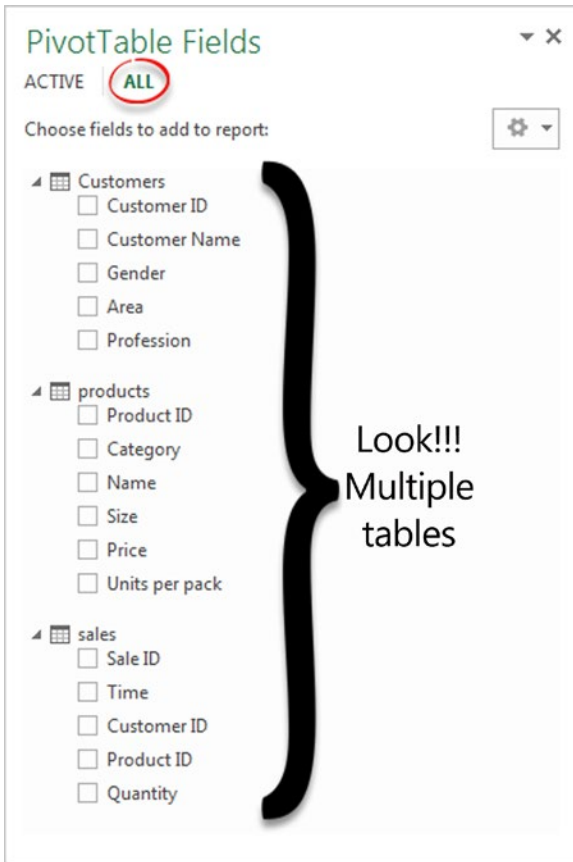 PivotTable Fields
ACTIVE ALL
Choose fields to add to report:
Customers
Customer ID
Customer Name
Gender
Area
Profession
products
Product ID
Category
Name
Size
Price
Units per pack
sales
Sale ID
Time
Customer ID
Product ID
Quantity
Look!!!
Multiple
tables